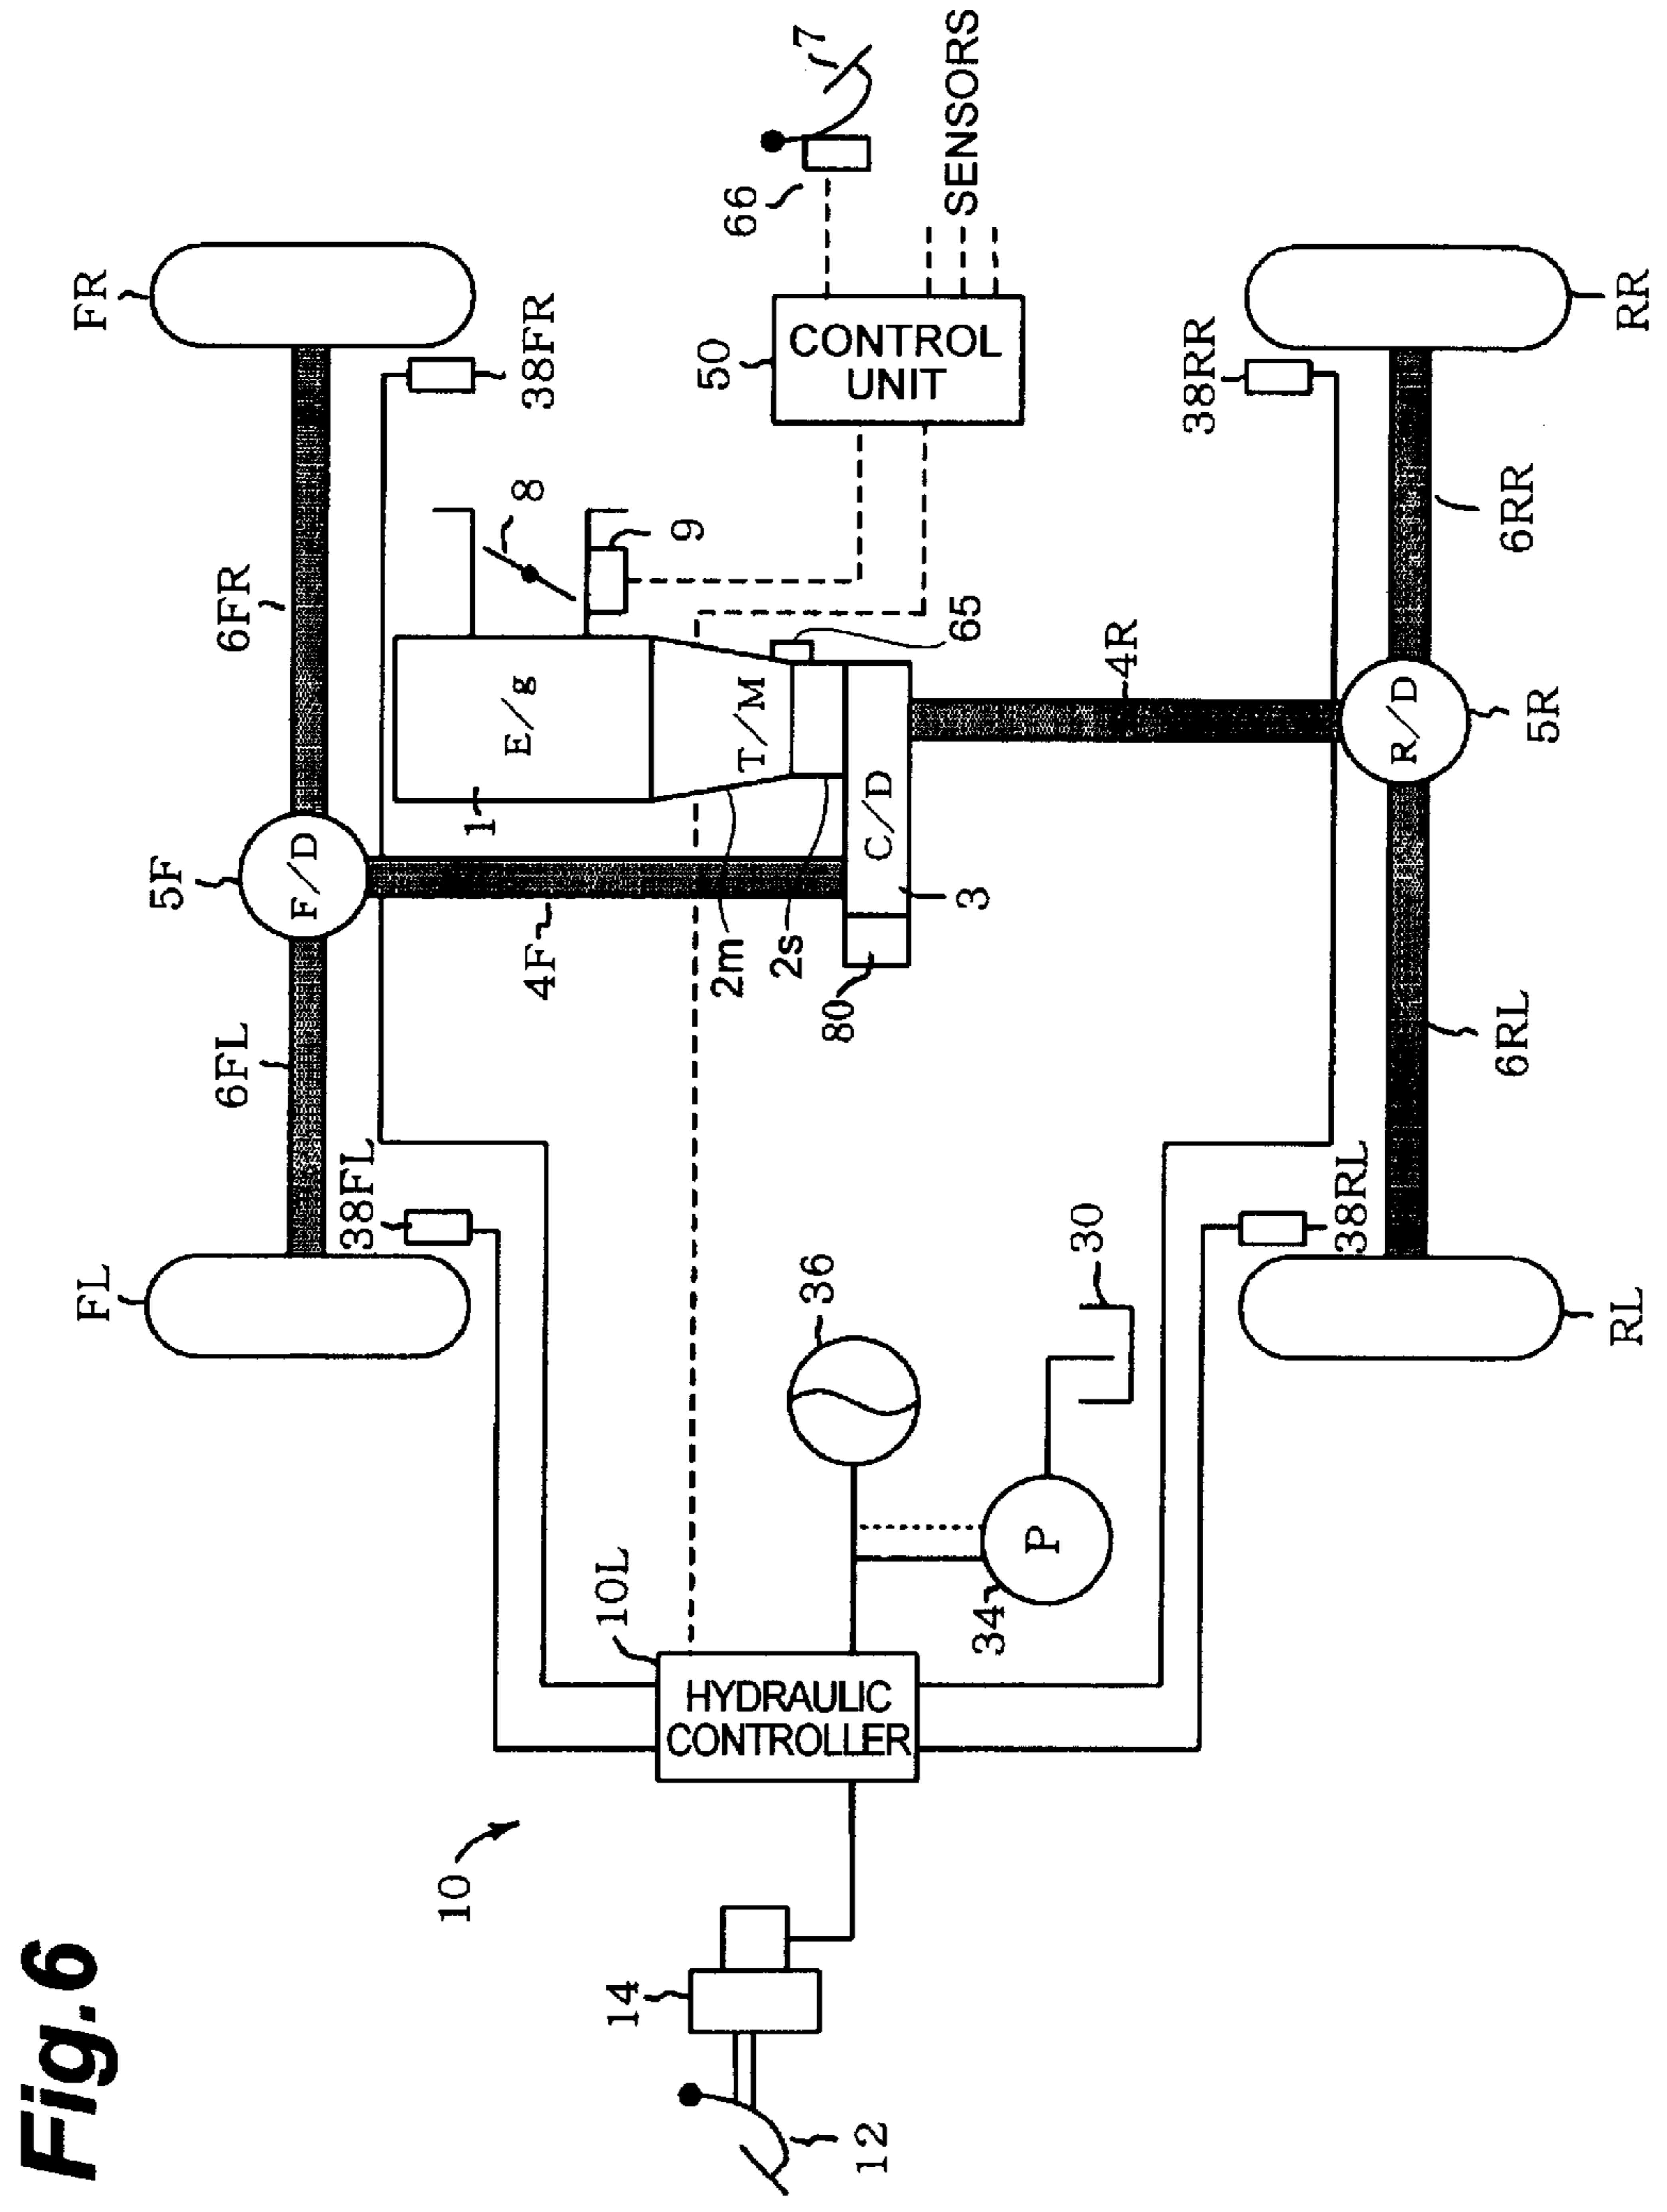 Fig.6
FR
6FR
5F
F/D
6FL
FL
38FR
38FL
4F
1
E/g
8
9
T/M
2m
2s
65
C/D
3
80
50
CONTROL
UNIT
66
7
SENSORS
4R
38RR
RR
6RR
R/D
5R
6RL
38RL
RL
36
30
P
34
10L
HYDRAULIC
CONTROLLER
10
14
12